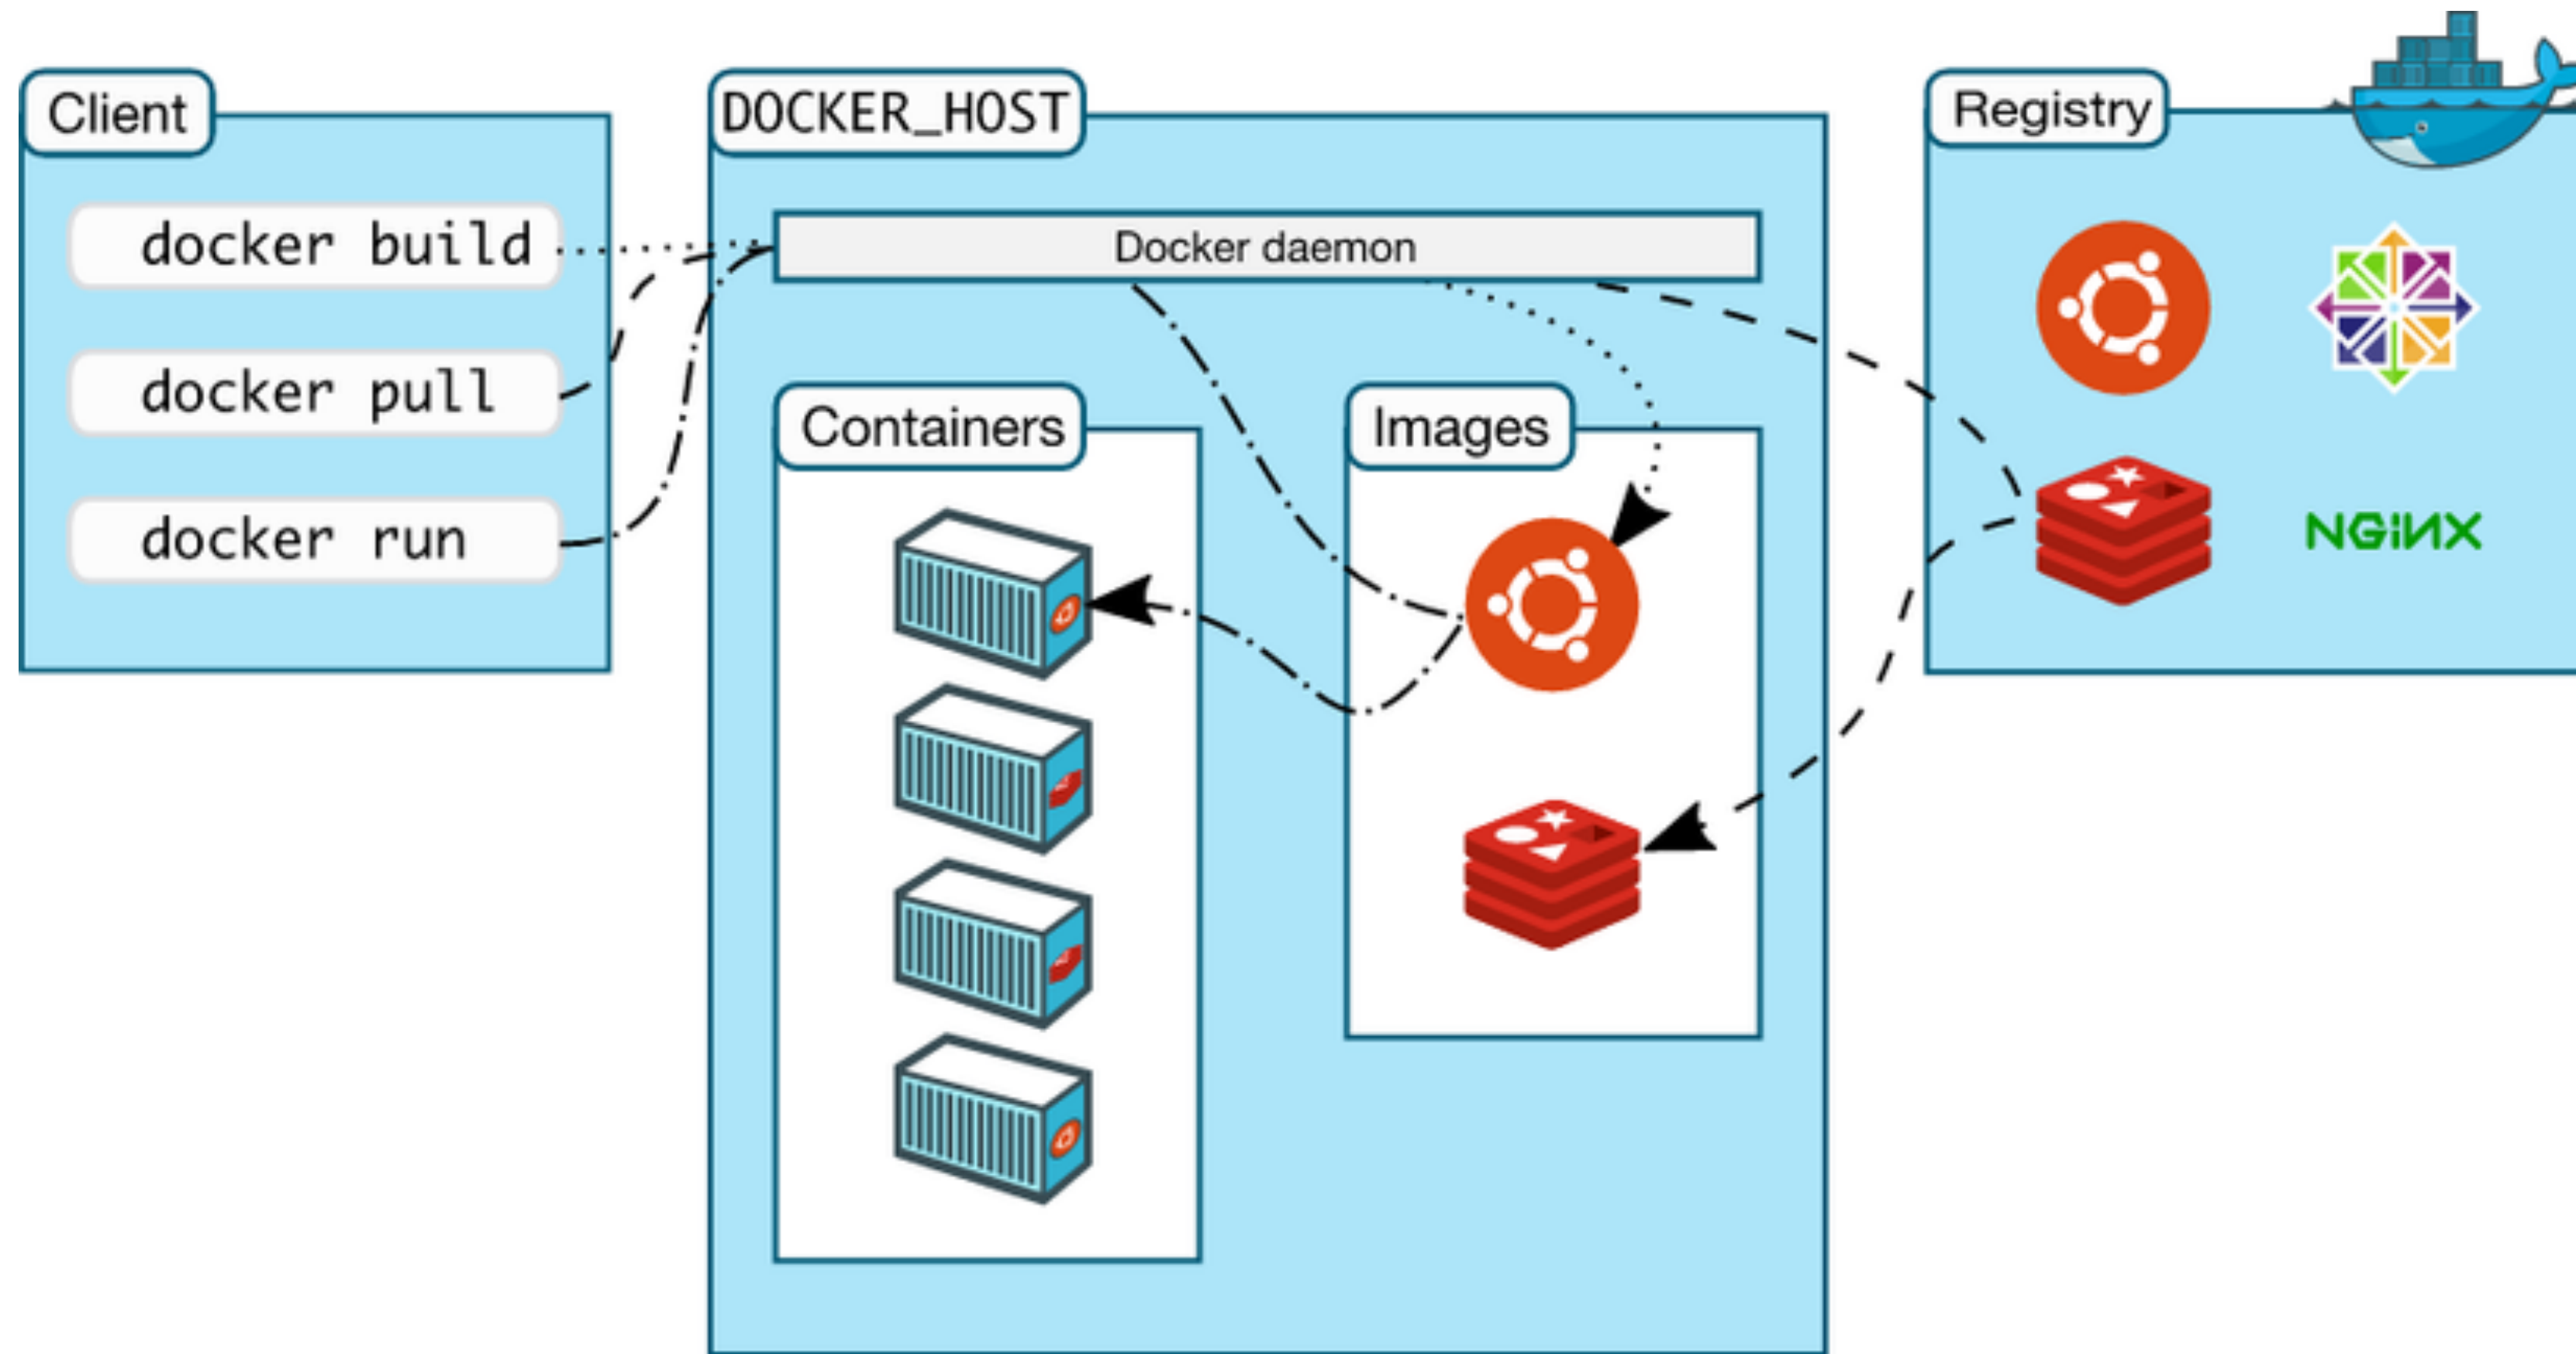 Client
docker build
docker pull
docker run
DOCKER_HOST
Docker daemon
Containers
Images
Registry
NGiNX